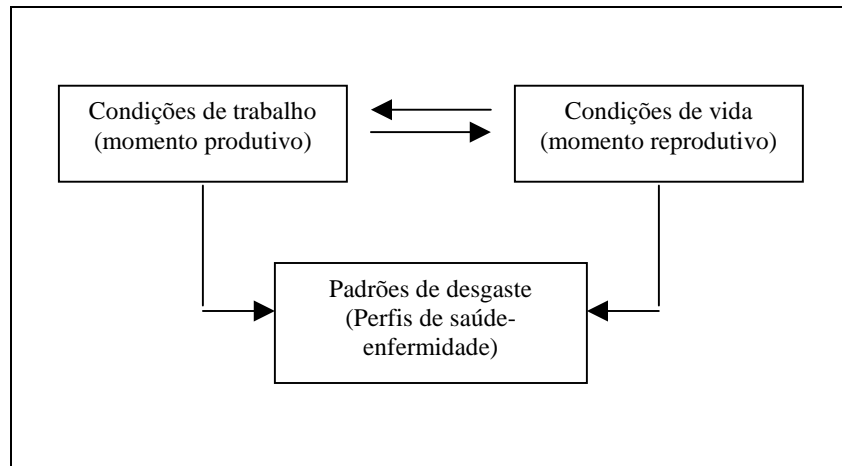 Condições de trabalho
(momento produtivo)
Condições de vida
(momento reprodutivo)
Padrões de desgaste
(Perfis de saúde-
enfermidade)